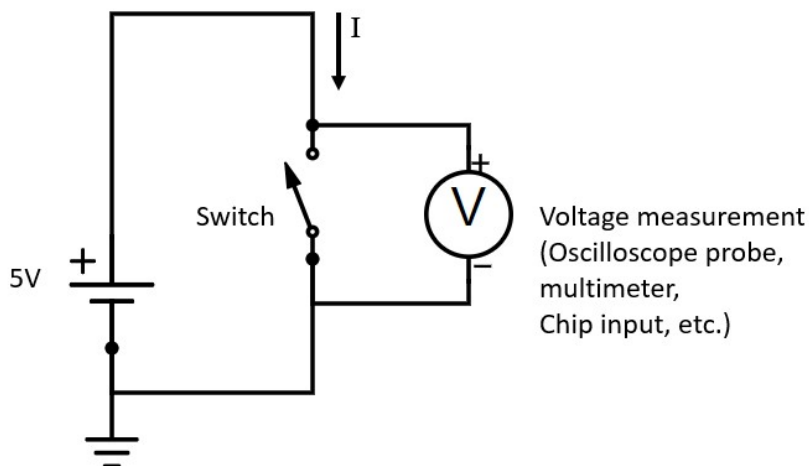 I
+
V
Switch
Voltage measurement
(Oscilloscope probe,
multimeter,
Chip input, etc.)
+
5V
−